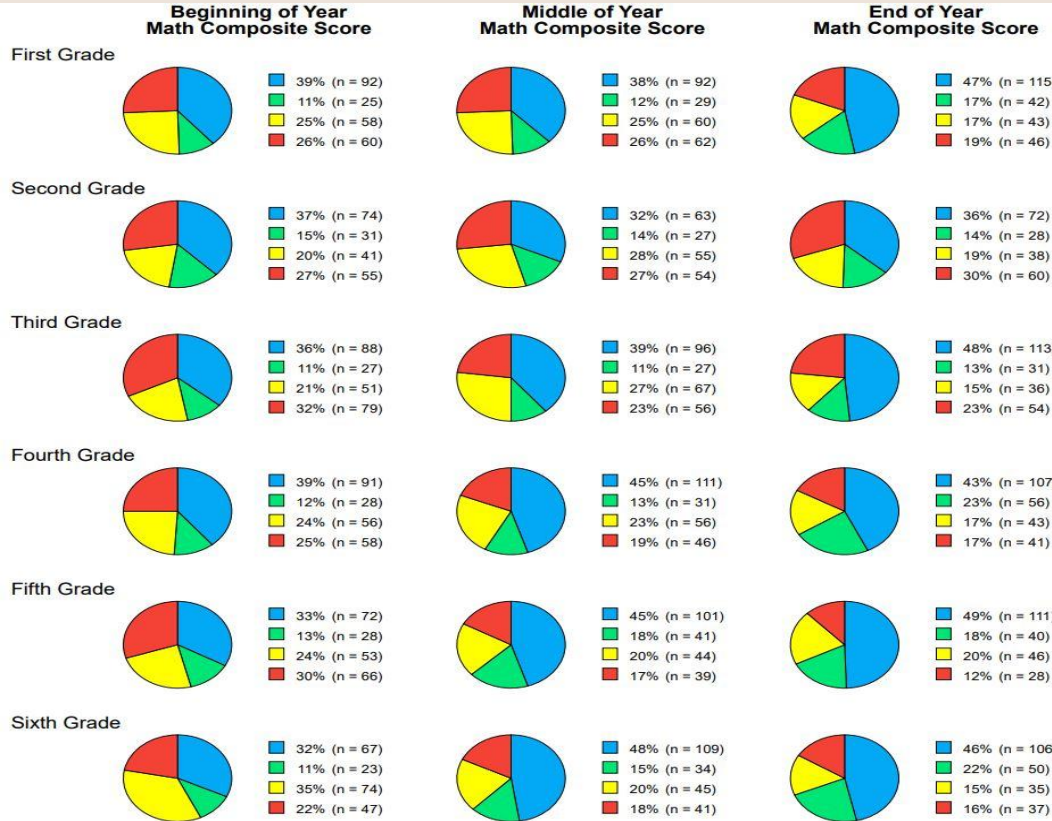 Beginning of Year
Math Composite Score
Middle of Year
Math Composite Score
End of Year
Math Composite Score
First Grade
39% (n = 92)
11% (n = 25)
25% (n = 58)
26% (n = 60)
38% (n = 92)
12% (n = 29)
25% (n = 60)
26% (n = 62)
47% (n = 115
17% (n = 42)
17% (n = 43)
19% (n = 46)
Second Grade
37% (n = 74)
15% (n = 31)
20% (n = 41)
27% (n = 55)
32% (n = 63)
14% (n = 27)
28% (n = 55)
27% (n = 54)
36% (n = 72)
14% (n = 28)
19% (n = 38)
30% (n = 60)
Third Grade
36% (n = 88)
11% (n = 27)
21% (n = 51)
32% (n = 79)
39% (n = 96)
11% (n = 27)
27% (n = 67)
23% (n = 56)
48% (n = 113
13% (n = 31)
15% (n = 36)
23% (n = 54)
Fourth Grade
39% (n = 91)
12% (n = 28)
24% (n = 56)
25% (n = 58)
45% (n = 111)
13% (n = 31)
23% (n = 56)
19% (n = 46)
43% (n = 107
23% (n = 56)
17% (n = 43)
17% (n = 41)
Fifth Grade
33% (n = 72)
13% (n = 28)
24% (n = 53)
30% (n = 66)
45% (n = 101)
18% (n = 41)
20% (n = 44)
17% (n = 39)
49% (n = 111)
18% (n = 40)
20% (n = 46)
12% (n = 28)
Sixth Grade
32% (n = 67)
11% (n = 23)
35% (n = 74)
22% (n = 47)
48% (n = 109)
15% (n = 34)
20% (n = 45)
18% (n = 41)
46% (n = 106
22% (n = 50)
15% (n = 35)
16% (n = 37)